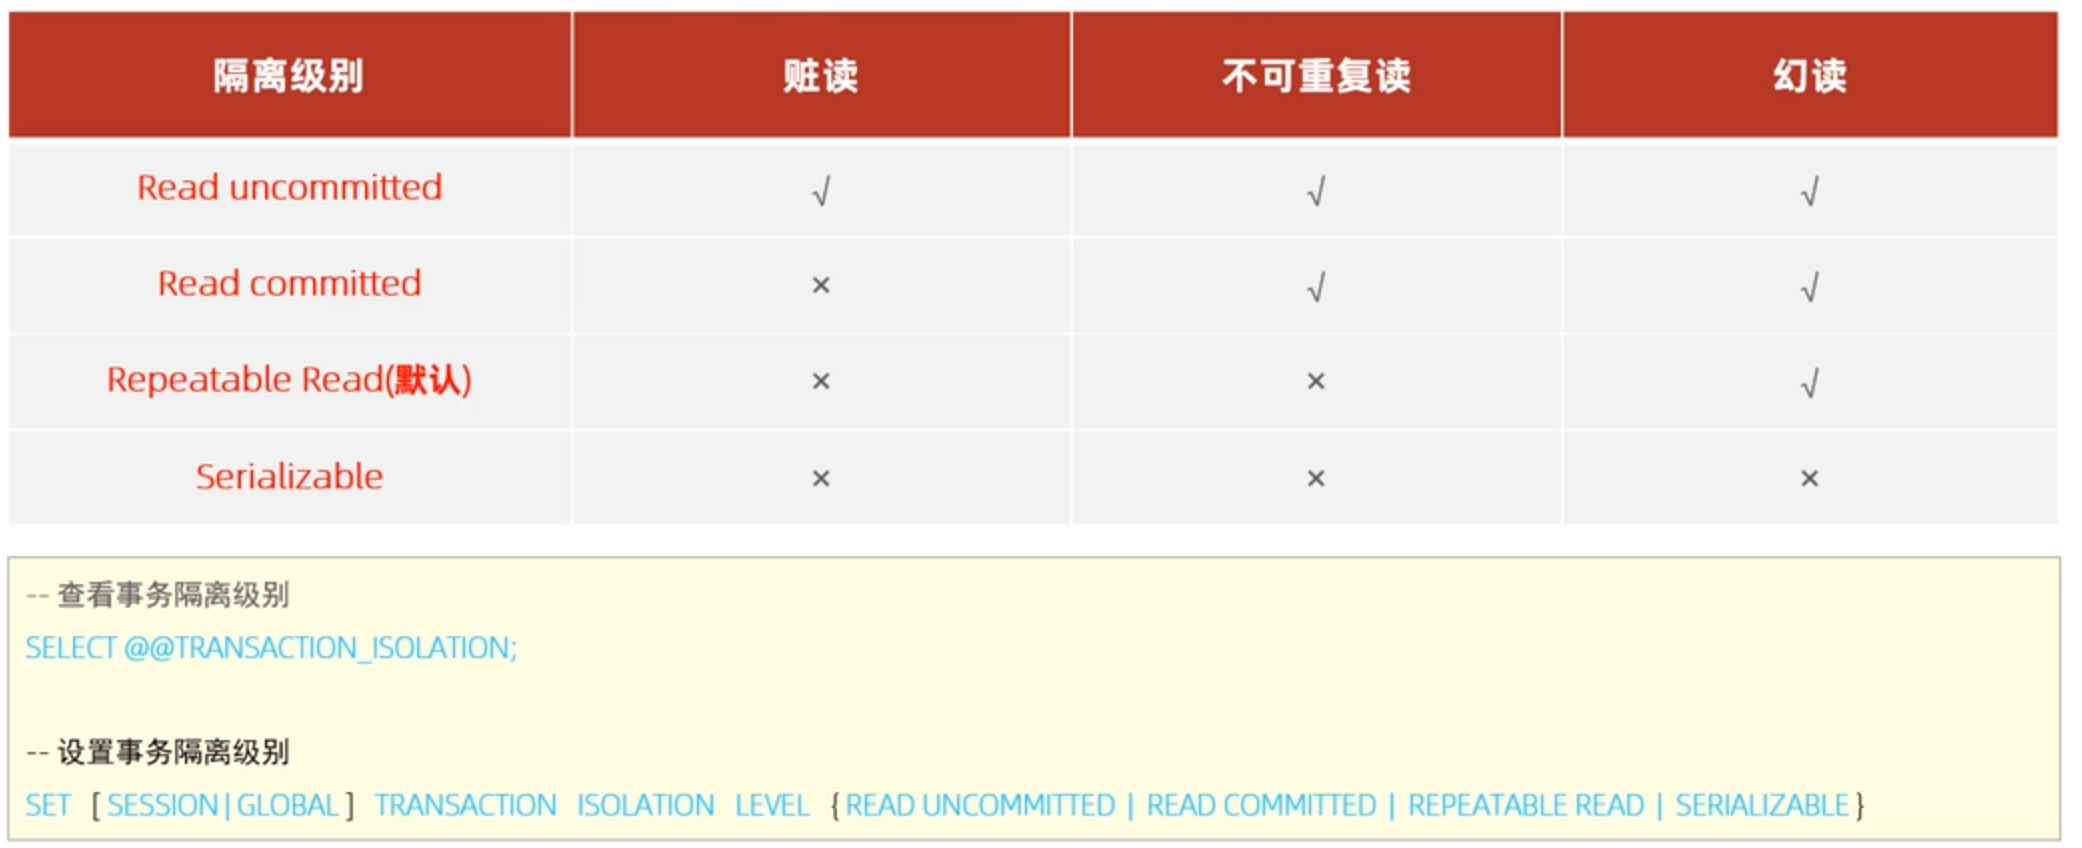 隔离级别 脏读 不可重复读 幻读
Read uncommitted √ √ √
Read committed × √ √
Repeatable Read(默认) × × √
Serializable × × ×
-- 查看事务隔离级别
SELECT @@TRANSACTION_ISOLATION;
-- 设置事务隔离级别
SET [ SESSION | GLOBAL ] TRANSACTION ISOLATION LEVEL { READ UNCOMMITTED | READ COMMITTED | REPEATABLE READ | SERIALIZABLE }